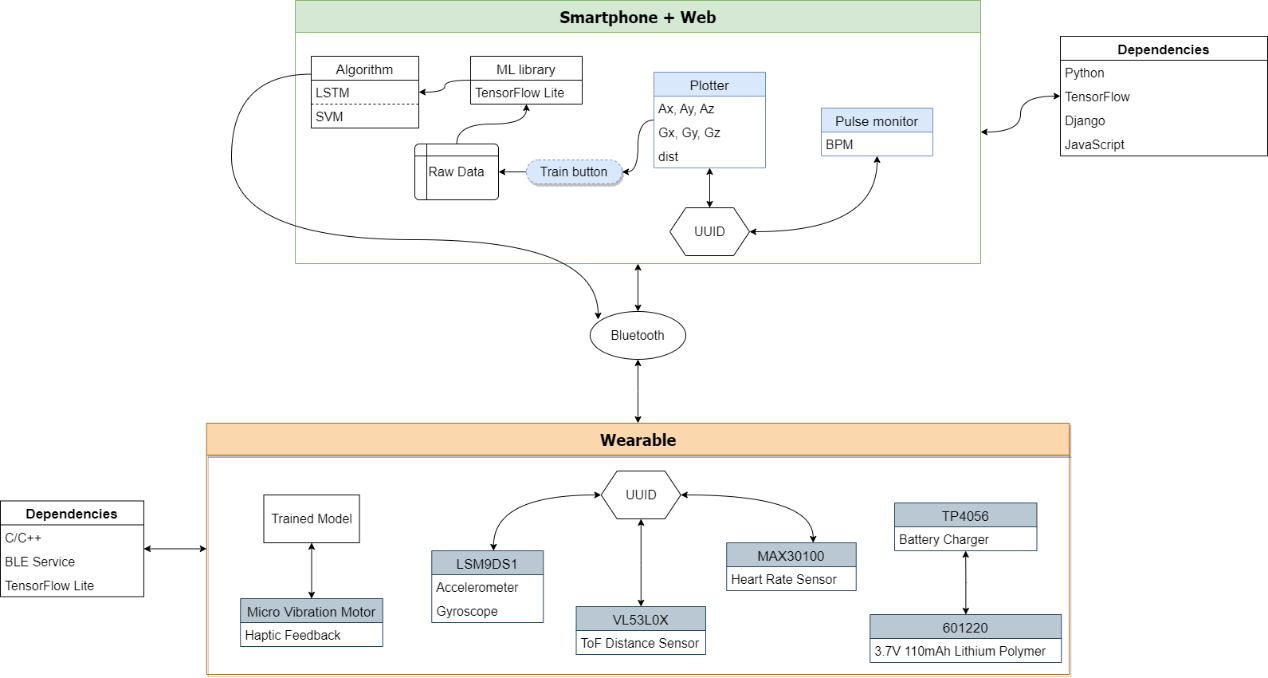 Smartphone + Web
Algorithm
LSTM
SVM
ML library
TensorFlow Lite
Raw Data
Train button
Plotter
Ax, Ay, Az
Gx, Gy, Gz
dist
Pulse monitor
BPM
UUID
Dependencies
Python
TensorFlow
Django
JavaScript
Bluetooth
Wearable
Dependencies
C/C++
BLE Service
TensorFlow Lite
Trained Model
Micro Vibration Motor
Haptic Feedback
UUID
LSM9DS1
Accelerometer
Gyroscope
VL53L0X
ToF Distance Sensor
MAX30100
Heart Rate Sensor
TP4056
Battery Charger
601220
3.7V 110mAh Lithium Polymer